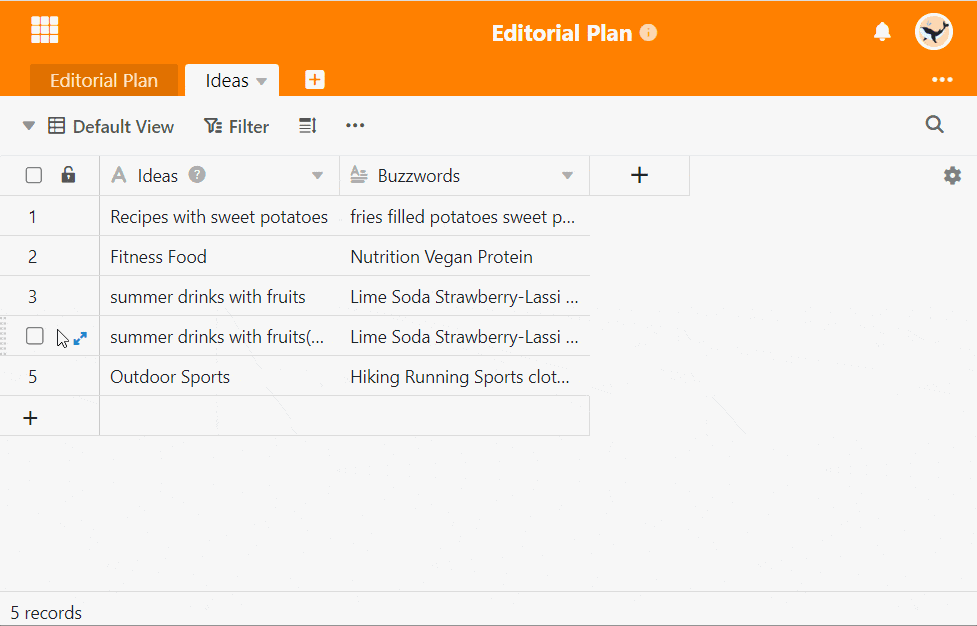 Editorial Plan
Editorial Plan Ideas
Default View Filter
Ideas Buzzwords
1 Recipes with sweet potatoes fries filled potatoes sweet p...
2 Fitness Food Nutrition Vegan Protein
3 summer drinks with fruits Lime Soda Strawberry-Lassi ...
summer drinks with fruits(... Lime Soda Strawberry-Lassi ...
5 Outdoor Sports Hiking Running Sports clot...
5 records